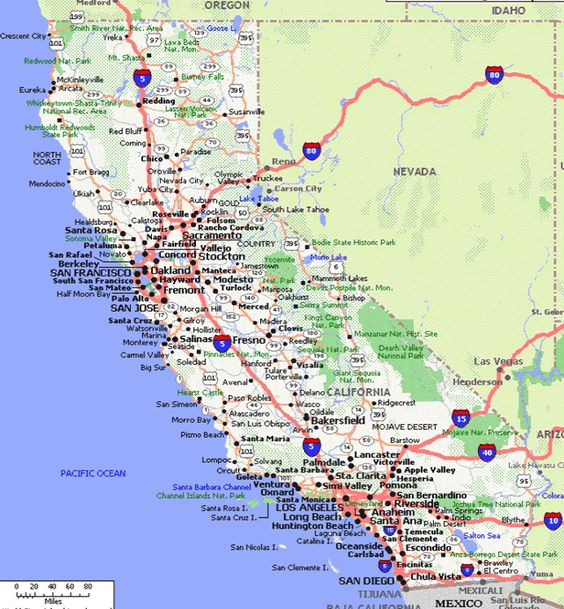 Medford
OREGON
IDAHO
199
Smith River Nat. Rec. Area
97
Goose L.
Crescent City
101
Yreka
Lava Beds
Nat. Mon.
395
Redwood Nat. Park
Mt. Shasta
5
299
Burney Falls
80
McKinleyville
Arcata
Eureka
Whiskeytown-Shasta-Trinity
National Rec. Area
Redding
Lassen Volcanic
Nat. Park
Susanville
Humboldt Redwoods
State Park
Red Bluff
Corning
Chico
Paradise
NORTH
COAST
Fort Bragg
Oroville
Reno
80
NEVADA
Mendocino
Ukiah
Nevada City
Yuba City
Olympic
Valley
Truckee
Carson City
Clearlake
Auburn
GOLD
Lake Tahoe
South Lake Tahoe
Healdsburg
Calistoga
Roseville
Rocklin
Folsom
Santa Rosa
Davis
Rancho Cordova
Sonoma Valley
Napa
Sacramento
COUNTRY
Petaluma
Fairfield
Bodie State Historic Park
Novato
Vallejo
San Rafael
Concord
Stockton
Berkeley
Jamestown
Yosemite
Nat. Park
Mono Lake
SAN FRANCISCO
Oakland
Manteca
South San Francisco
Hayward
Modesto
Mariposa
Mammoth Lakes
San Mateo
Fremont
Turlock
Oakhurst
Devils Postpile Nat. Mon.
Half Moon Bay
Bishop
Palo Alto
Merced
Sierra Summit
SAN JOSE
Morgan Hill
Madera
Kings Canyon
Nat. Park
Santa Cruz
Gilroy
Clovis
Watsonville
Hollister
Manzanar Nat. Hist. Site
Marina
Salinas
Fresno
Reedley
Monterey
Seaside
Pinnacles Nat. Mon.
Sequoia Nat. Park
Death Valley
National Park
St. Geor
Carmel Valley
Soledad
Hanford
Visalia
Big Sur
Tulare
Giant Sequoia
Nat. Mon.
Las Vegas
Porterville
Avenal
Henderson
Hearst Castle
Delano
CALIFORNIA
San Simeon
Paso Robles
Wasco
Ridgecrest
Atascadero
Oildale
15
Morro Bay
San Luis Obispo
Bakersfield
MOJAVE DESERT
Mojave Nat. Preserve
Pismo Beach
Arvin
Santa Maria
5
Barstow
40
ARIZ
Lompoc
Solvang
Lancaster
Orcutt
Santa Barbara
Palmdale
Victorville
Lake Havasu Ci
PACIFIC OCEAN
Goleta
Sta. Clarita
Apple Valley
Santa Barbara Channel
Ventura
Simi Valley
Hesperia
Channel Islands Nat. Park
Oxnard
Pomona
San Bernardino
Santa Monica
Disneyland
Riverside
Joshua Tree National Park
Santa Rosa I.
LOS ANGELES
Anaheim
Palm Springs
Santa Cruz I.
Long Beach
Santa Ana
Palm Desert
Blythe
10
Huntington Beach
Temecula
Laguna Beach
San Clemente
Salton Sea
San Nicolas I.
Catalina I.
Oceanside
Escondido
Anza-Borrego Desert State Park
Carlsbad
Encinitas
Brawley
San Clemente I.
El Centro
Yuma
SAN DIEGO
Chula Vista
0 20 40 60 80
Miles
TIJUANA
MEXICALI
MEXICO
San Luis Río
Colorado
BAJA CALIFORNIA